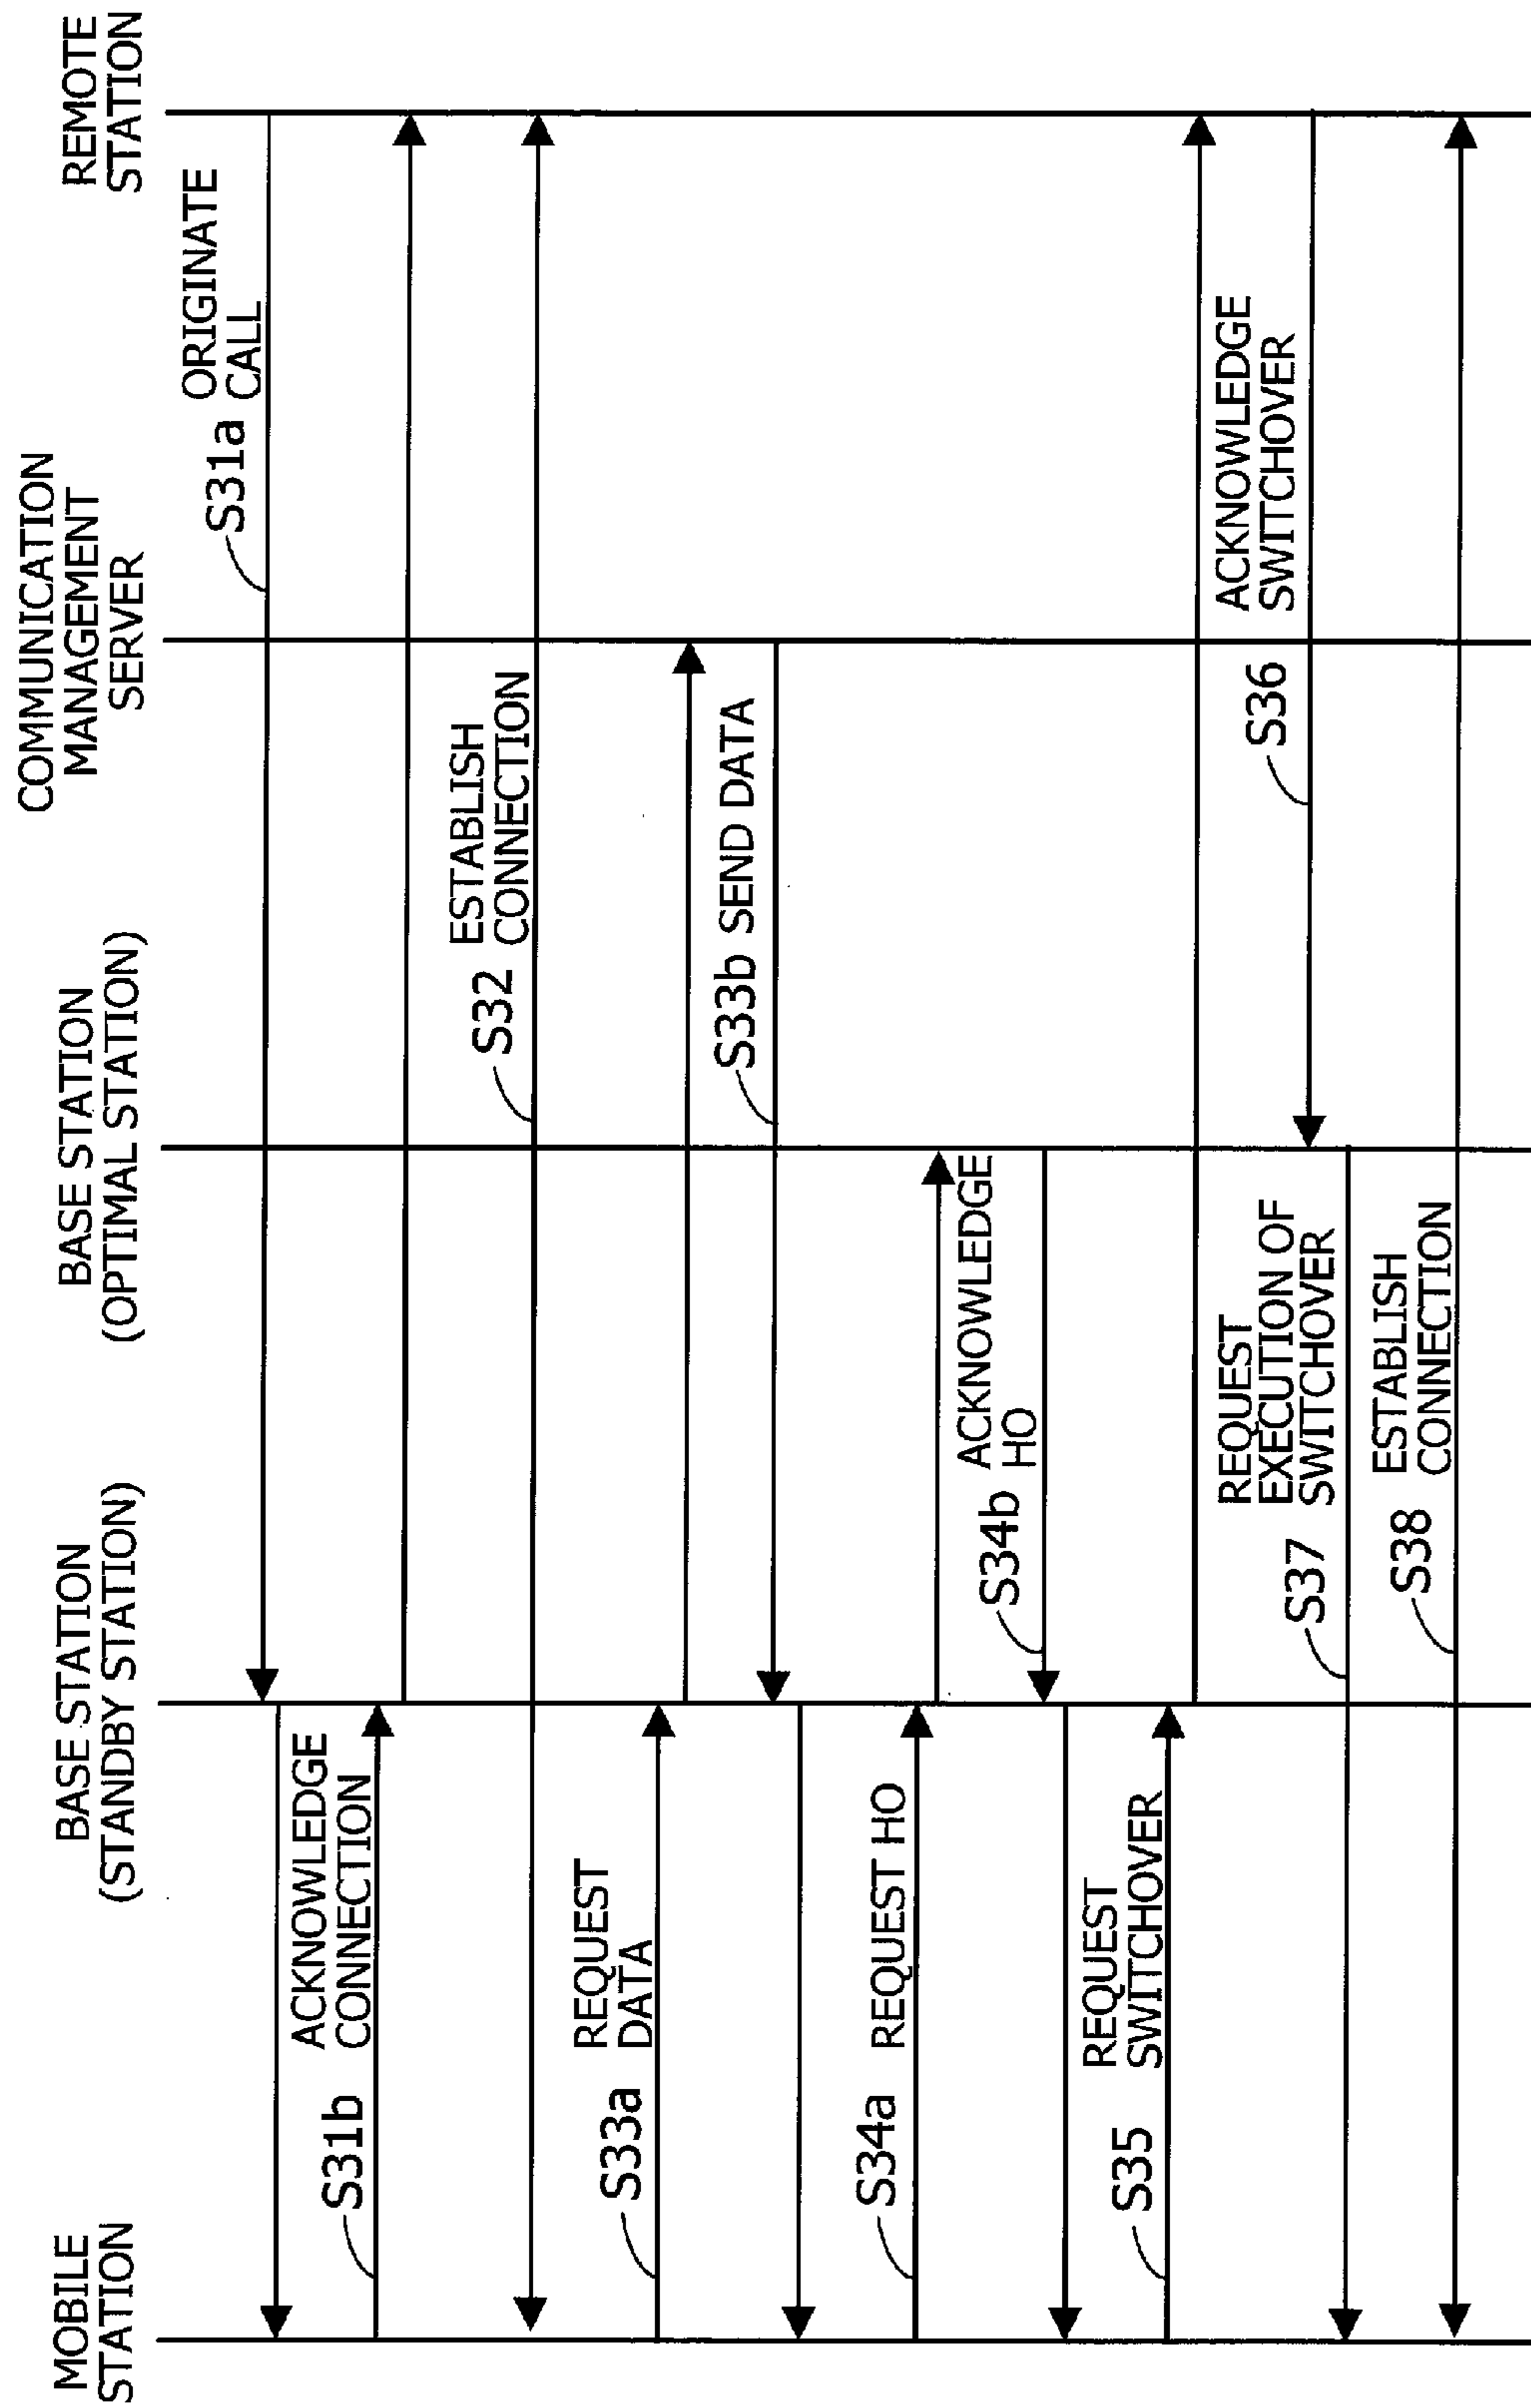 MOBILE
STATION
BASE STATION
(STANDBY STATION)
BASE STATION
(OPTIMAL STATION)
COMMUNICATION
MANAGEMENT
SERVER
REMOTE
STATION
S31a ORIGINATE
CALL
S31b ACKNOWLEDGE
CONNECTION
S32 ESTABLISH
CONNECTION
S33a REQUEST
DATA
S33b SEND DATA
S34a REQUEST HO
S34b ACKNOWLEDGE
HO
S35 REQUEST
SWITCHOVER
S36 ACKNOWLEDGE
SWITCHOVER
S37 REQUEST
EXECUTION OF
SWITCHOVER
S38 ESTABLISH
CONNECTION